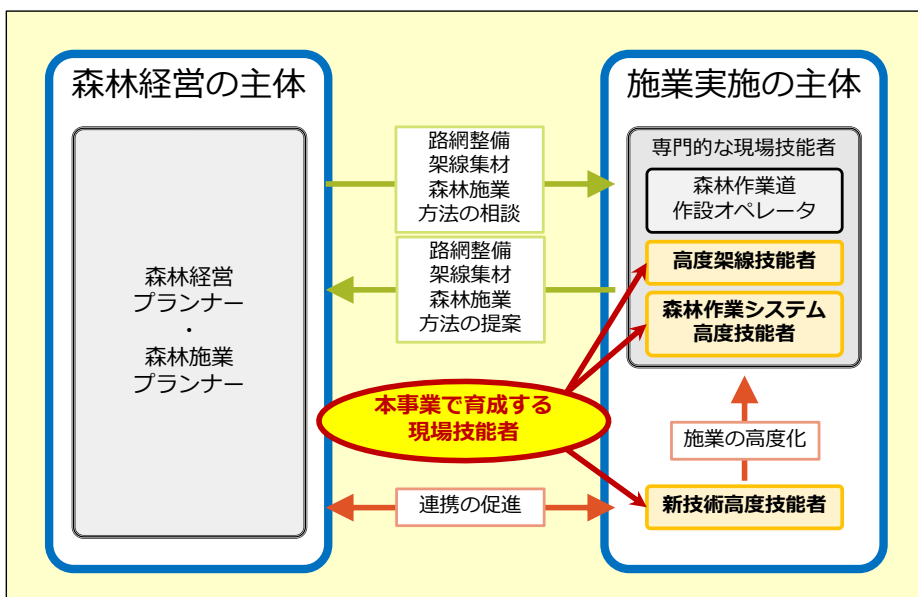 森林経営の主体
森林経営
プランナー
・
森林施業
プランナー
路網整備
架線集材
森林施業
方法の相談
路網整備
架線集材
森林施業
方法の提案
本事業で育成する
現場技能者
連携の促進
施業実施の主体
専門的な現場技能者
森林作業道
作設オペレータ
高度架線技能者
森林作業システム
高度技能者
施業の高度化
新技術高度技能者